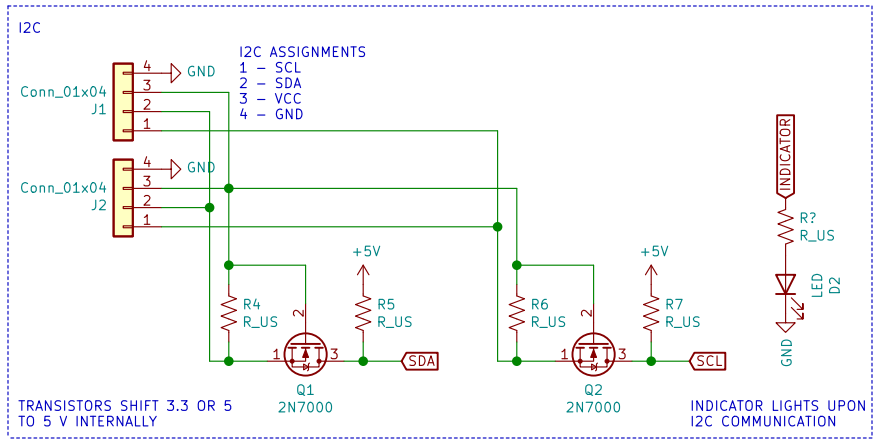 I2C
I2C ASSIGNMENTS
1 – SCL
2 – SDA
3 – VCC
4 – GND
Conn_01x04
J1
4
3
2
1
GND
Conn_01x04
J2
4
3
2
1
GND
INDICATOR
R?
R_US
LED
D2
GND
+5V
+5V
R4
R_US
R5
R_US
R6
R_US
R7
R_US
2
1
3
SDA
Q1
2N7000
2
1
3
SCL
Q2
2N7000
TRANSISTORS SHIFT 3.3 OR 5
TO 5 V INTERNALLY
INDICATOR LIGHTS UPON
I2C COMMUNICATION